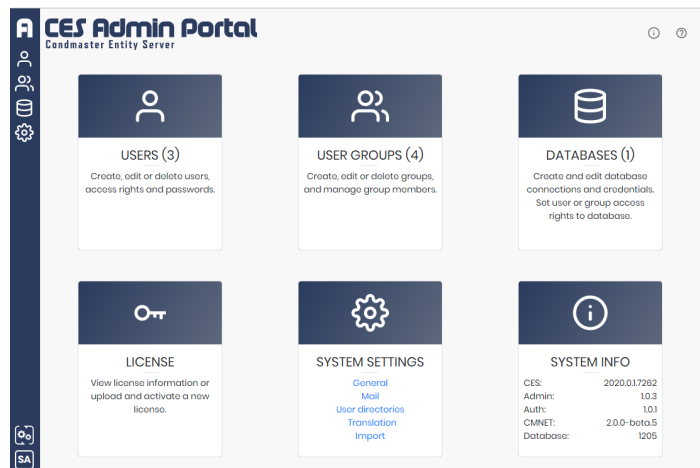 A
CES Admin Portal
Condmaster Entity Server
USERS (3)
Create, edit or delete users,
access rights and passwords.
USER GROUPS (4)
Create, edit or delete groups,
and manage group members.
DATABASES (1)
Create and edit database
connections and credentials.
Set user or group access
rights to database.
LICENSE
View license information or
upload and activate a new
license.
SYSTEM SETTINGS
General
Mail
User directories
Translation
Import
SYSTEM INFO
CES: 2020.0.1.7262
Admin: 1.0.3
Auth: 1.0.1
CMNET: 2.0.0-beta.5
Database: 1205
SA